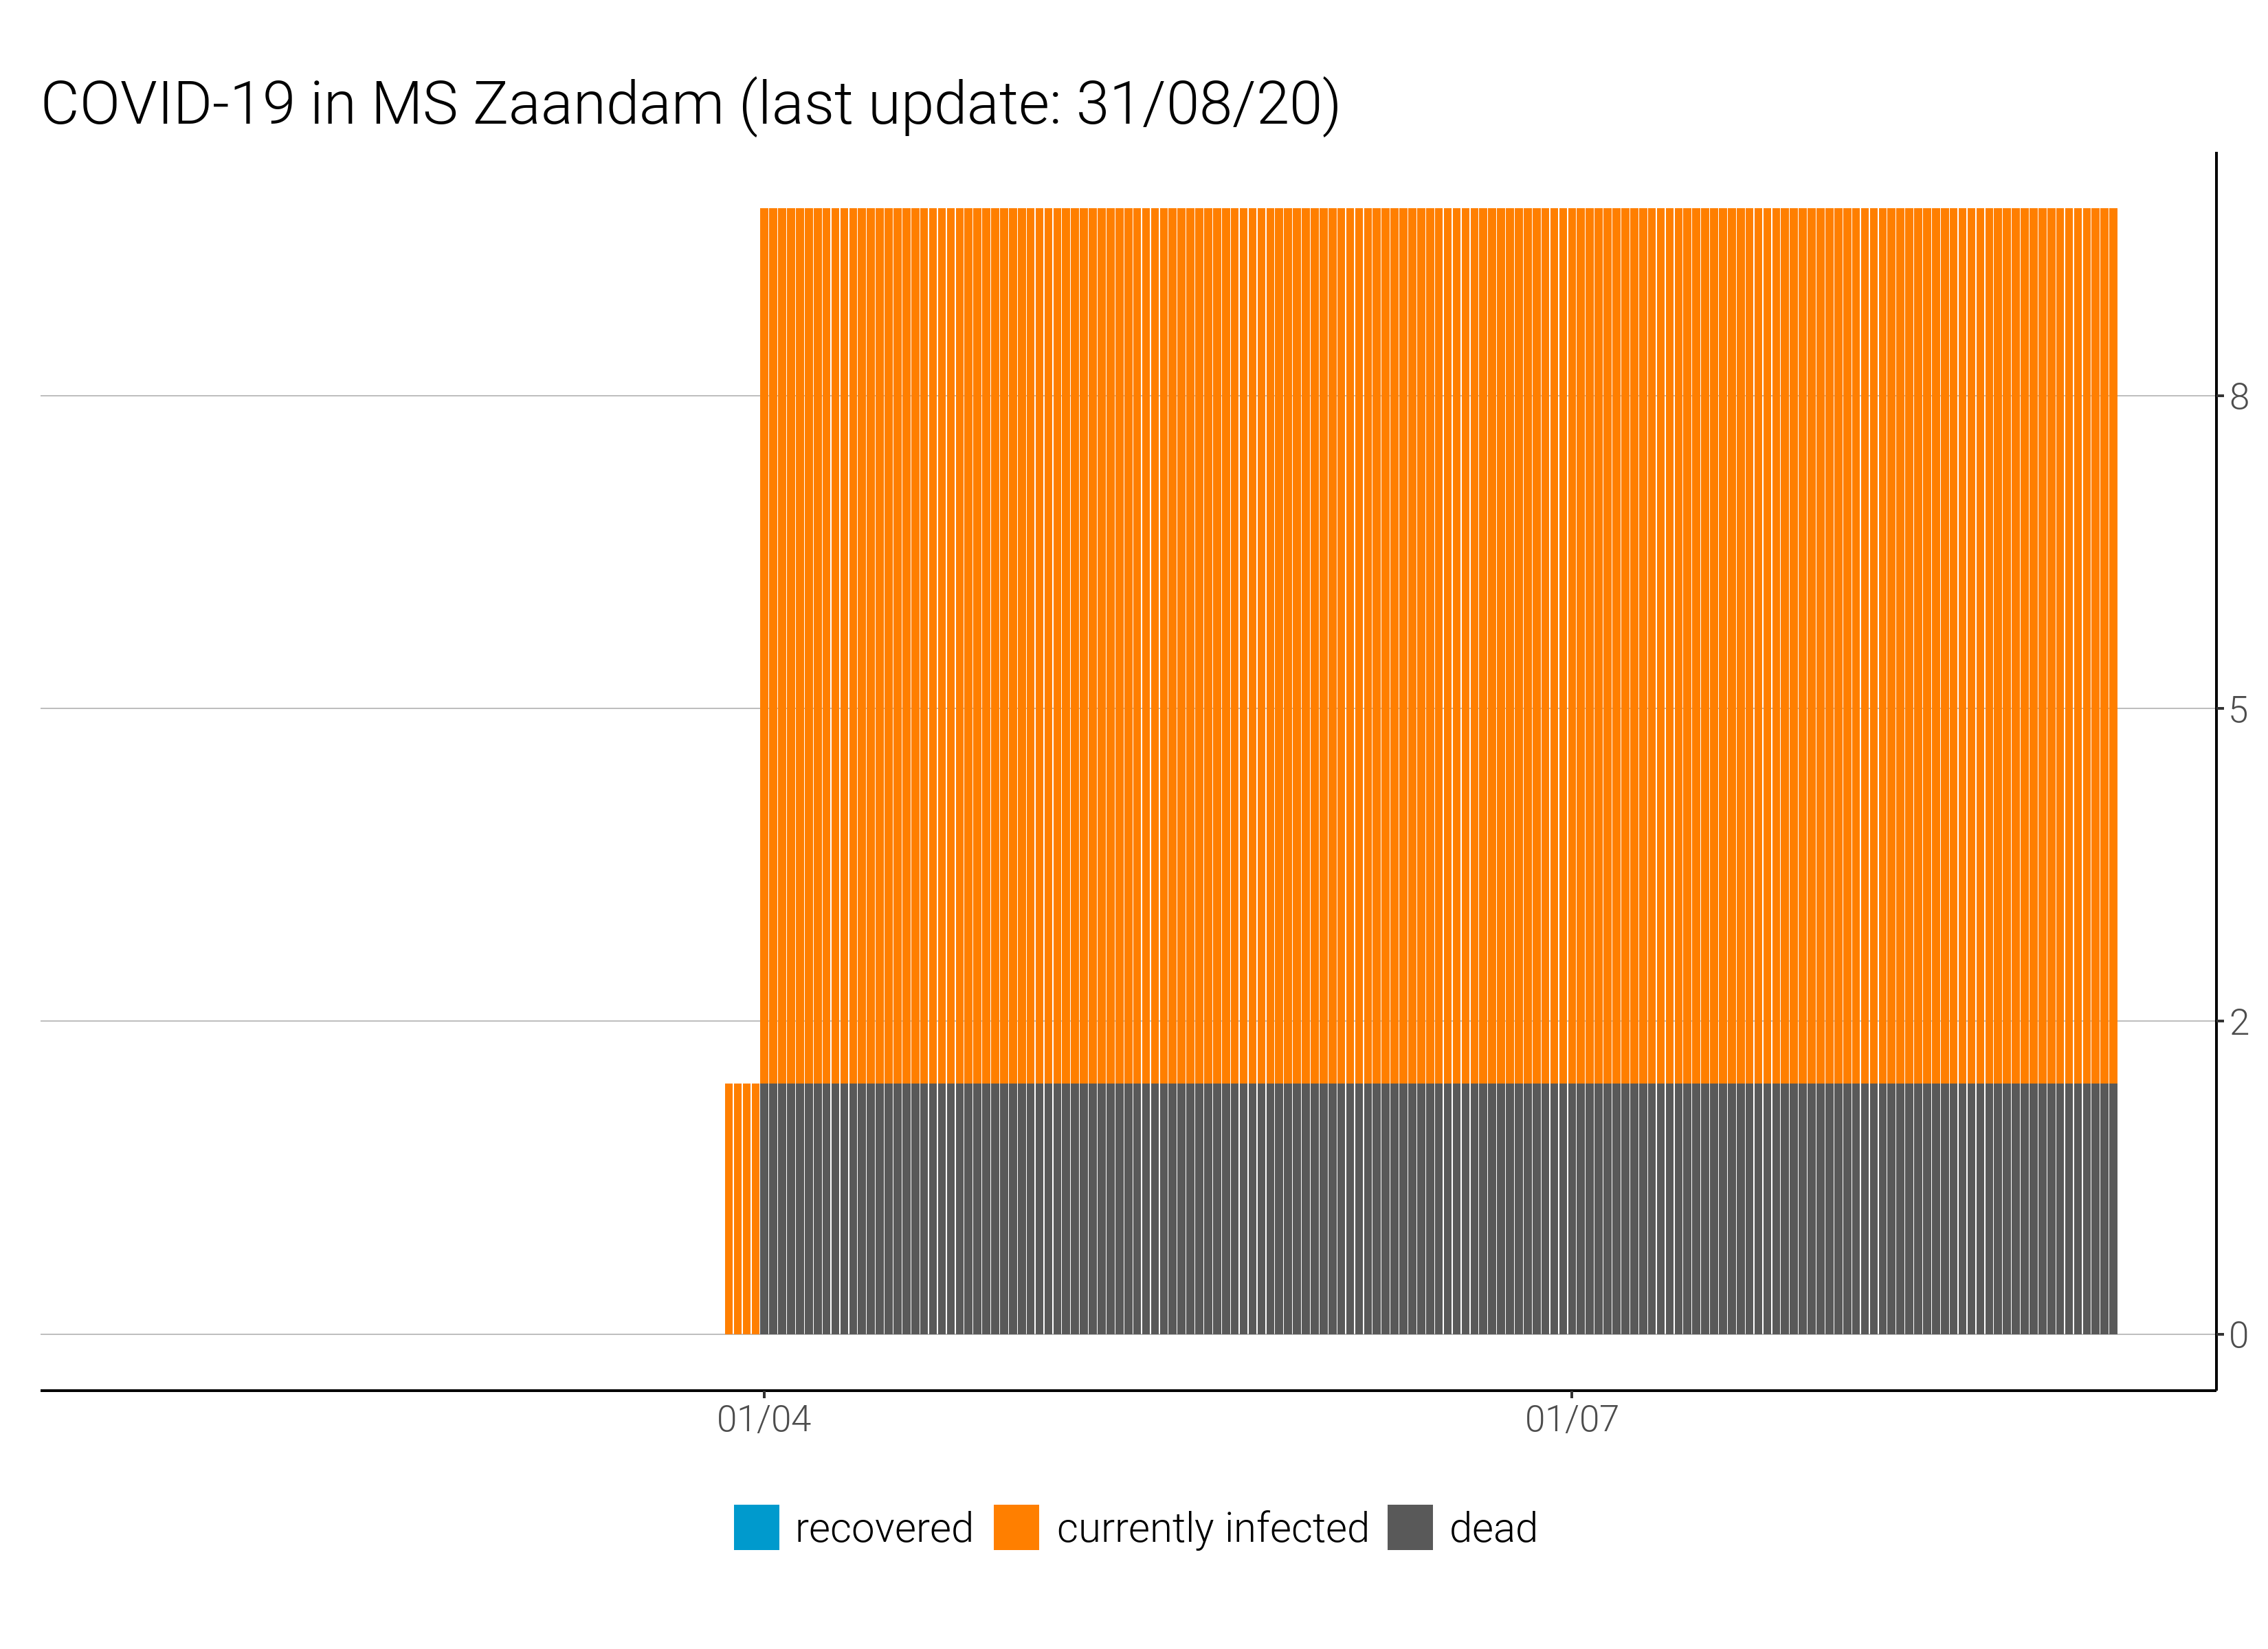 COVID-19 in MS Zaandam (last update: 31/08/20)
8
5
2
0
01/04 01/07
recovered currently infected dead